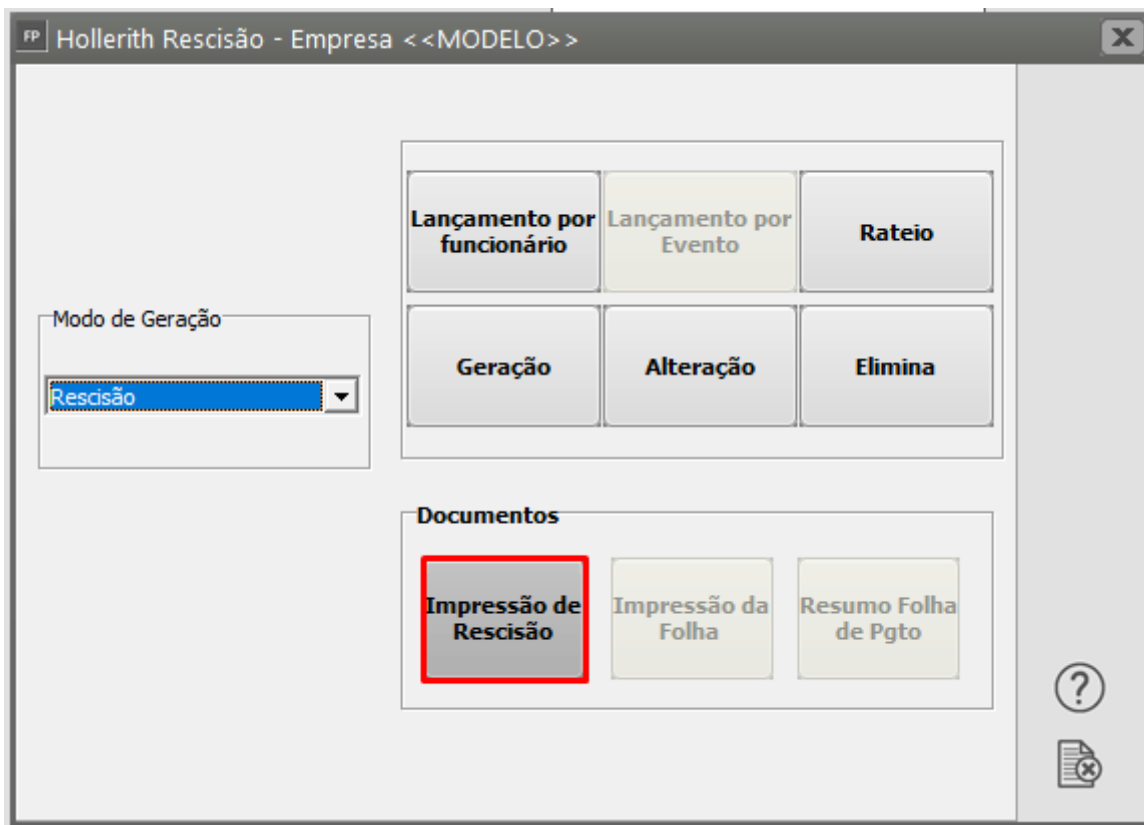 FP Hollerith Rescisão - Empresa <<MODELO>>
Modo de Geração
Rescisão
Lançamento por
funcionário
Lançamento por
Evento
Rateio
Geração
Alteração
Elimina
Documentos
Impressão de
Rescisão
Impressão da
Folha
Resumo Folha
de Pgto
?